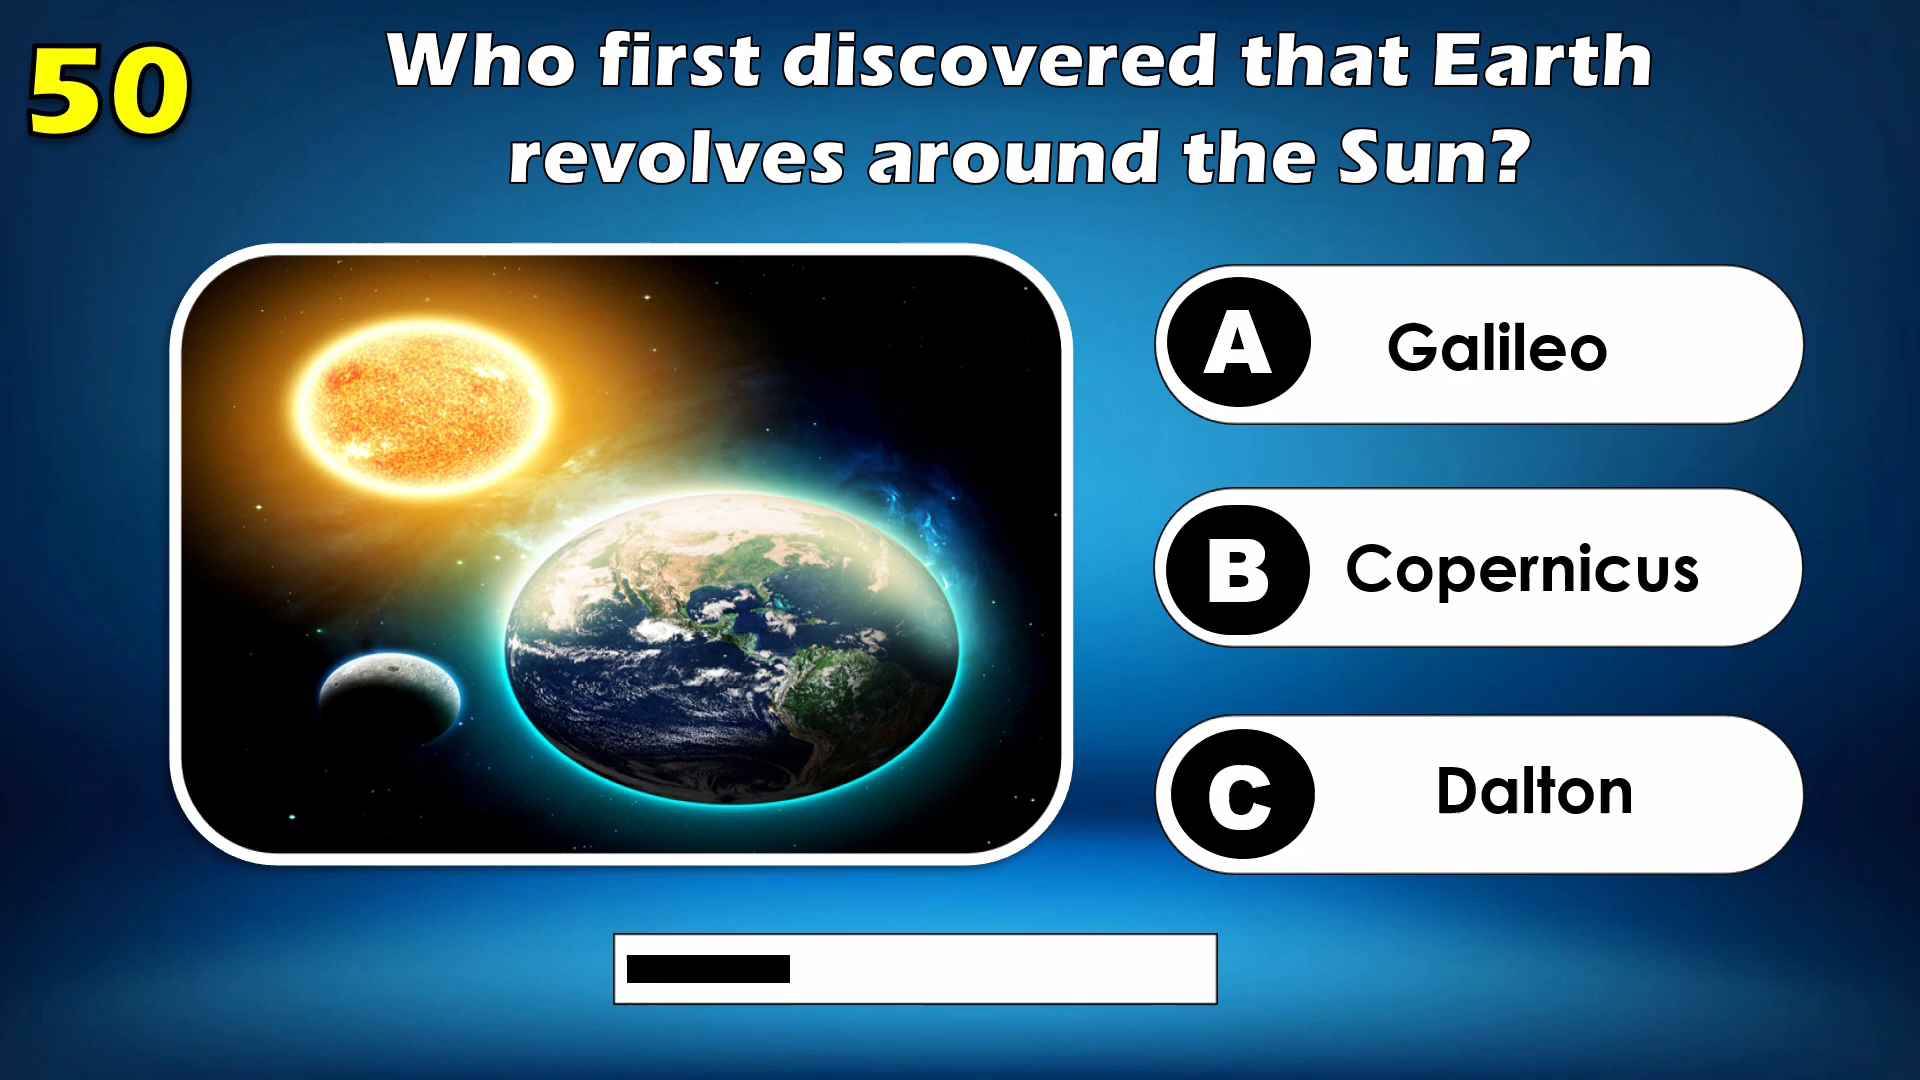 50
Who first discovered that Earth
revolves around the Sun?
A Galileo
B Copernicus
C Dalton